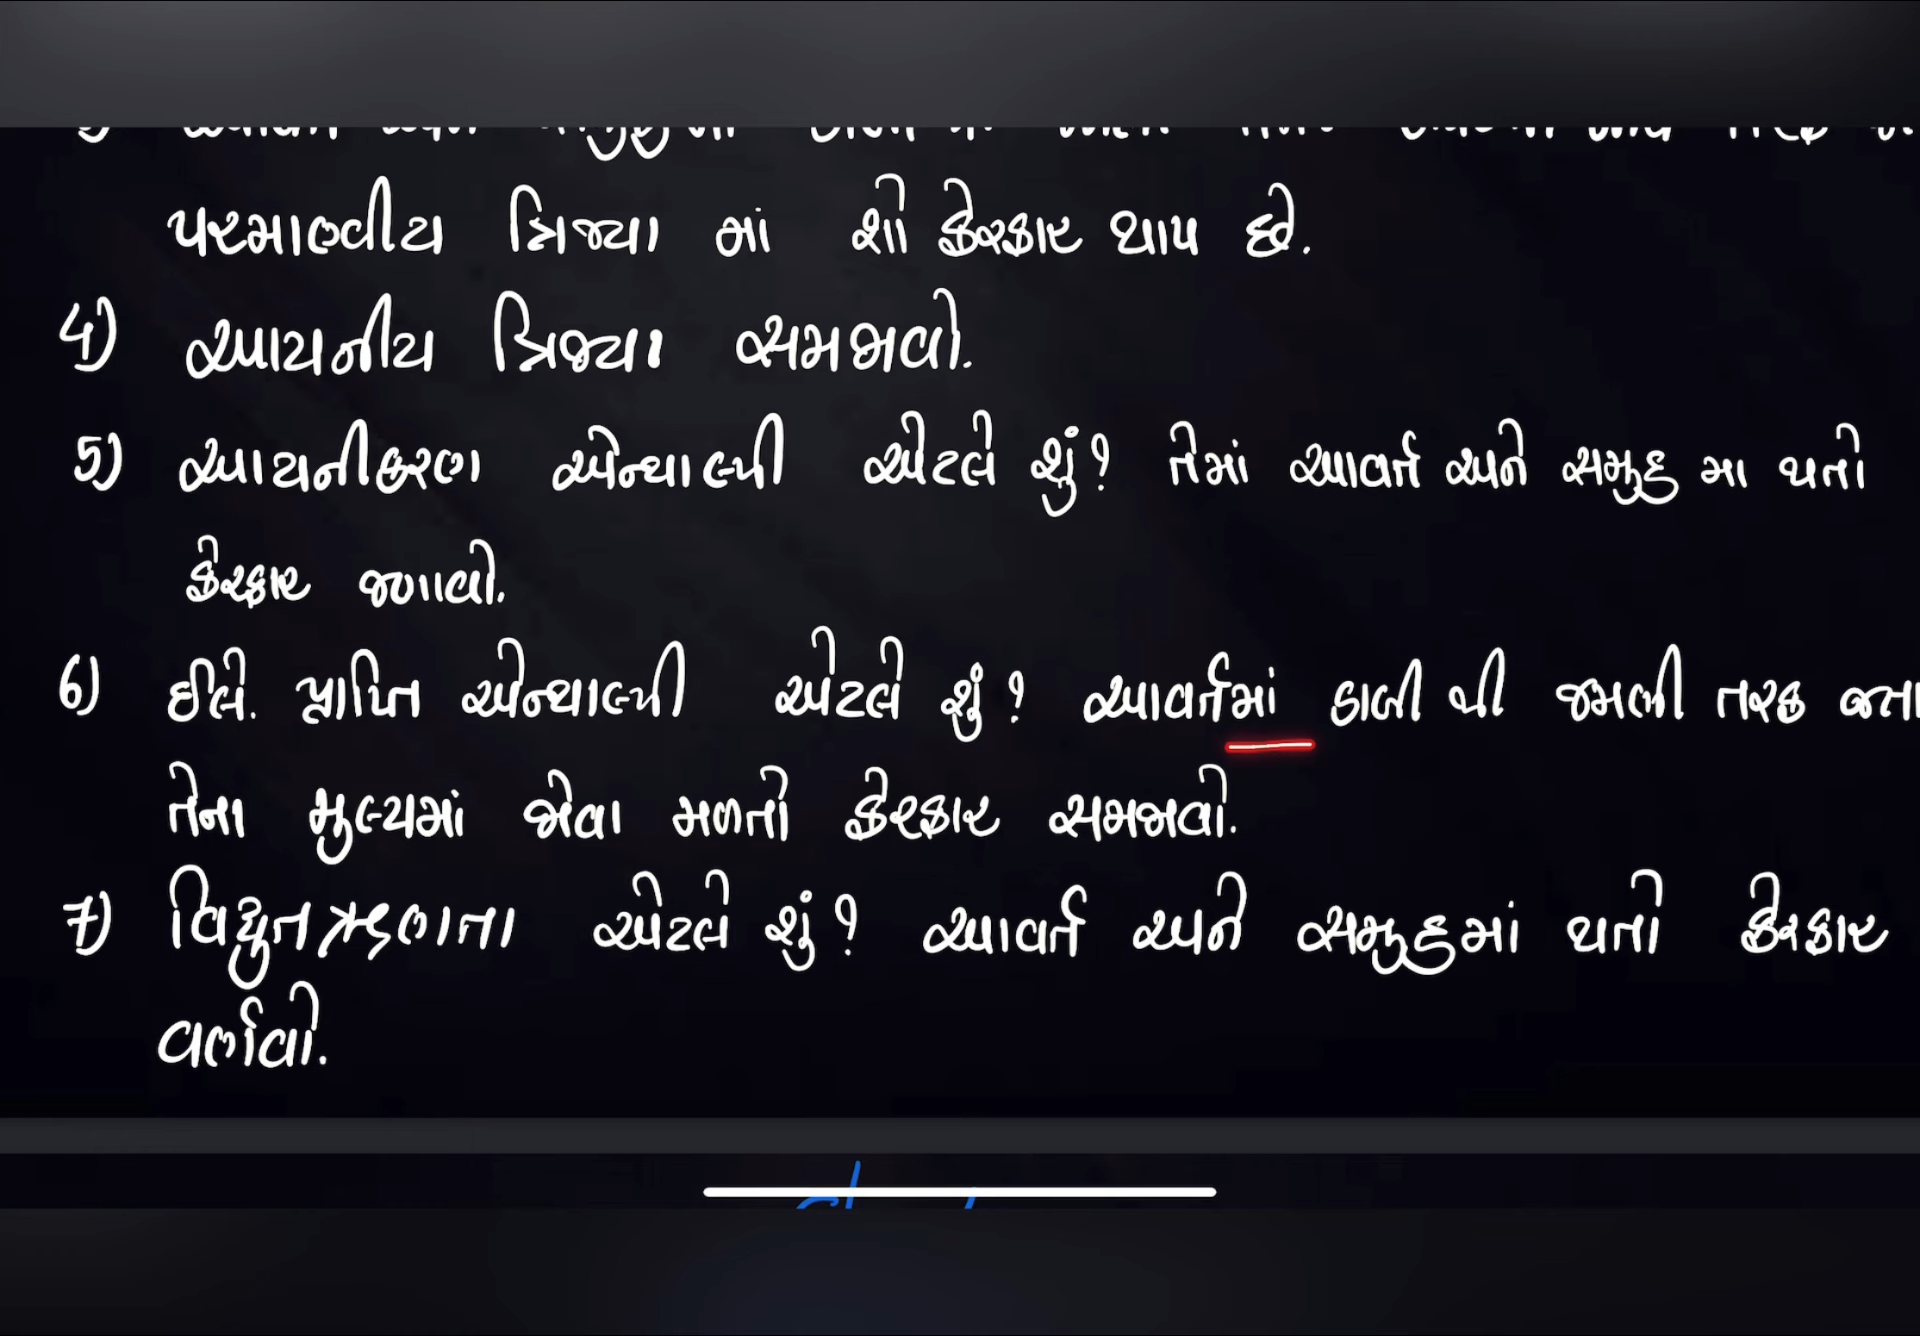 પરમાણ્વીય ત્રિજ્યા માં શો ફેરફાર થાય છે.
4) આયનીય ત્રિજ્યા સમજાવો.
5) આયનીકરણ એન્થાલ્પી એટલે શું? તેમાં આવર્ત અને સમુહ મા થતો
ફેરફાર જણાવો.
6) ઈલે. પ્રાપ્તિ એન્થાલ્પી એટલે શું? આવર્તમાં ડાબી થી જમણી તરફ જતા
તેના મુલ્યમાં જોવા મળતો ફેરફાર સમજાવો.
7) વિદ્યુતઋણતા એટલે શું? આવર્ત અને સમુહમાં થતો ફેરફાર
વર્ણવો.